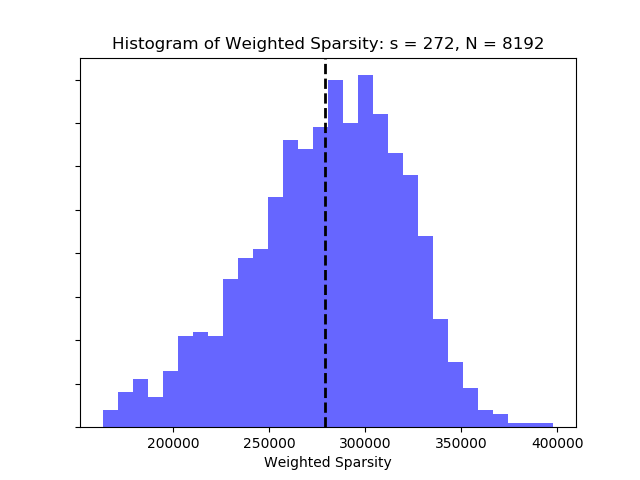 Histogram of Weighted Sparsity: s = 272, N = 8192
200000 250000 300000 350000 400000
Weighted Sparsity